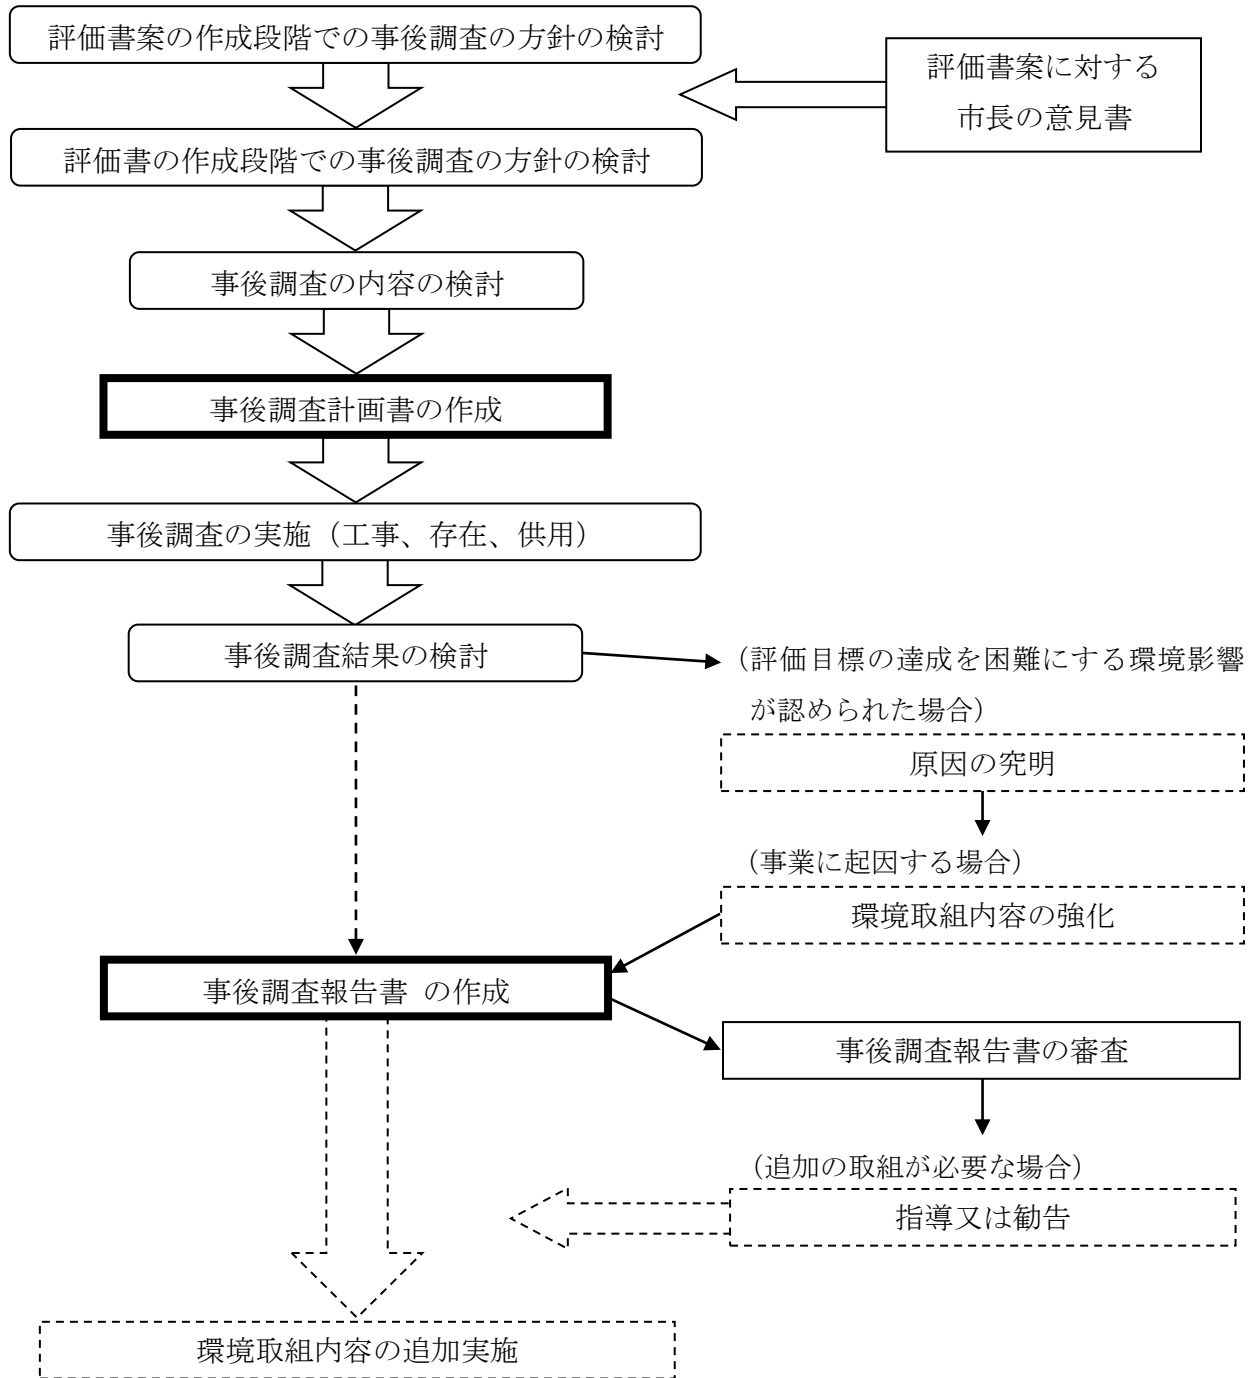 評価書案の作成段階での事後調査の方針の検討
評価書案に対する
市長の意見書
評価書の作成段階での事後調査の方針の検討
事後調査の内容の検討
事後調査計画書の作成
事後調査の実施（工事、存在、供用）
事後調査結果の検討
（評価目標の達成を困難にする環境影響
が認められた場合）
原因の究明
（事業に起因する場合）
環境取組内容の強化
事後調査報告書 の作成
事後調査報告書の審査
（追加の取組が必要な場合）
指導又は勧告
環境取組内容の追加実施